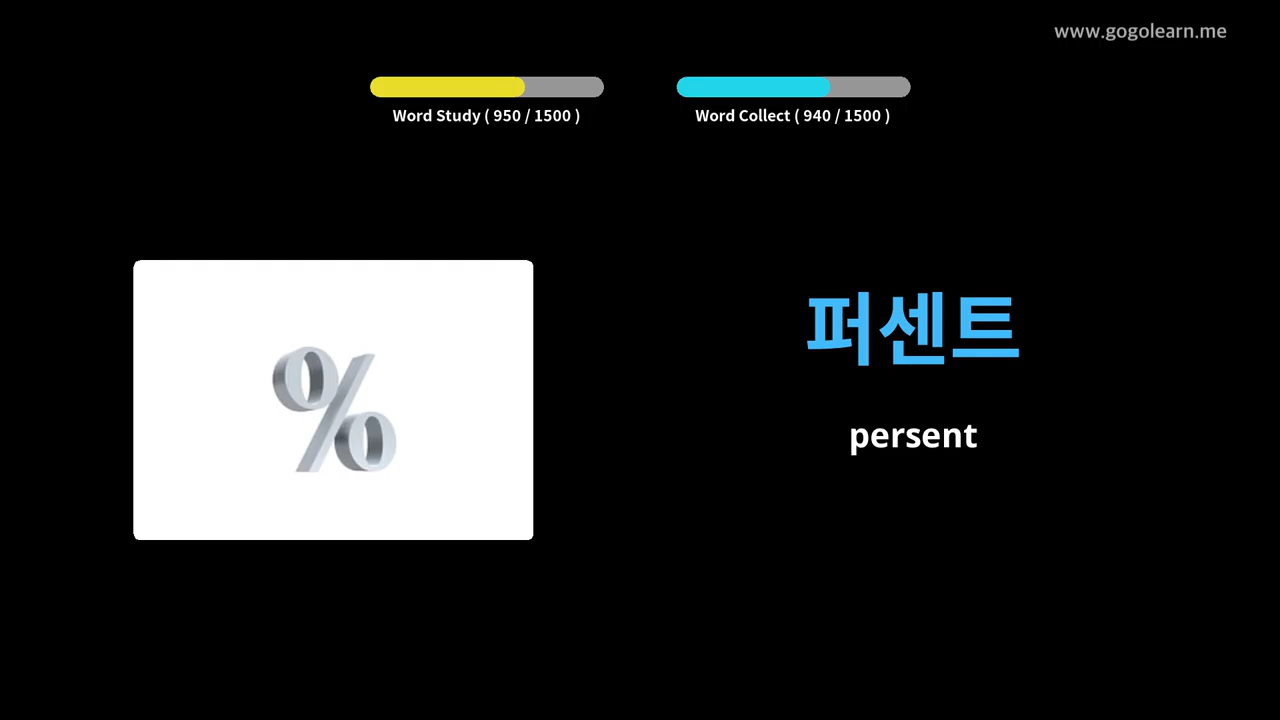 www.gogolearn.me
Word Study ( 950 / 1500 )
Word Collect ( 940 / 1500 )
%
퍼센트
persent